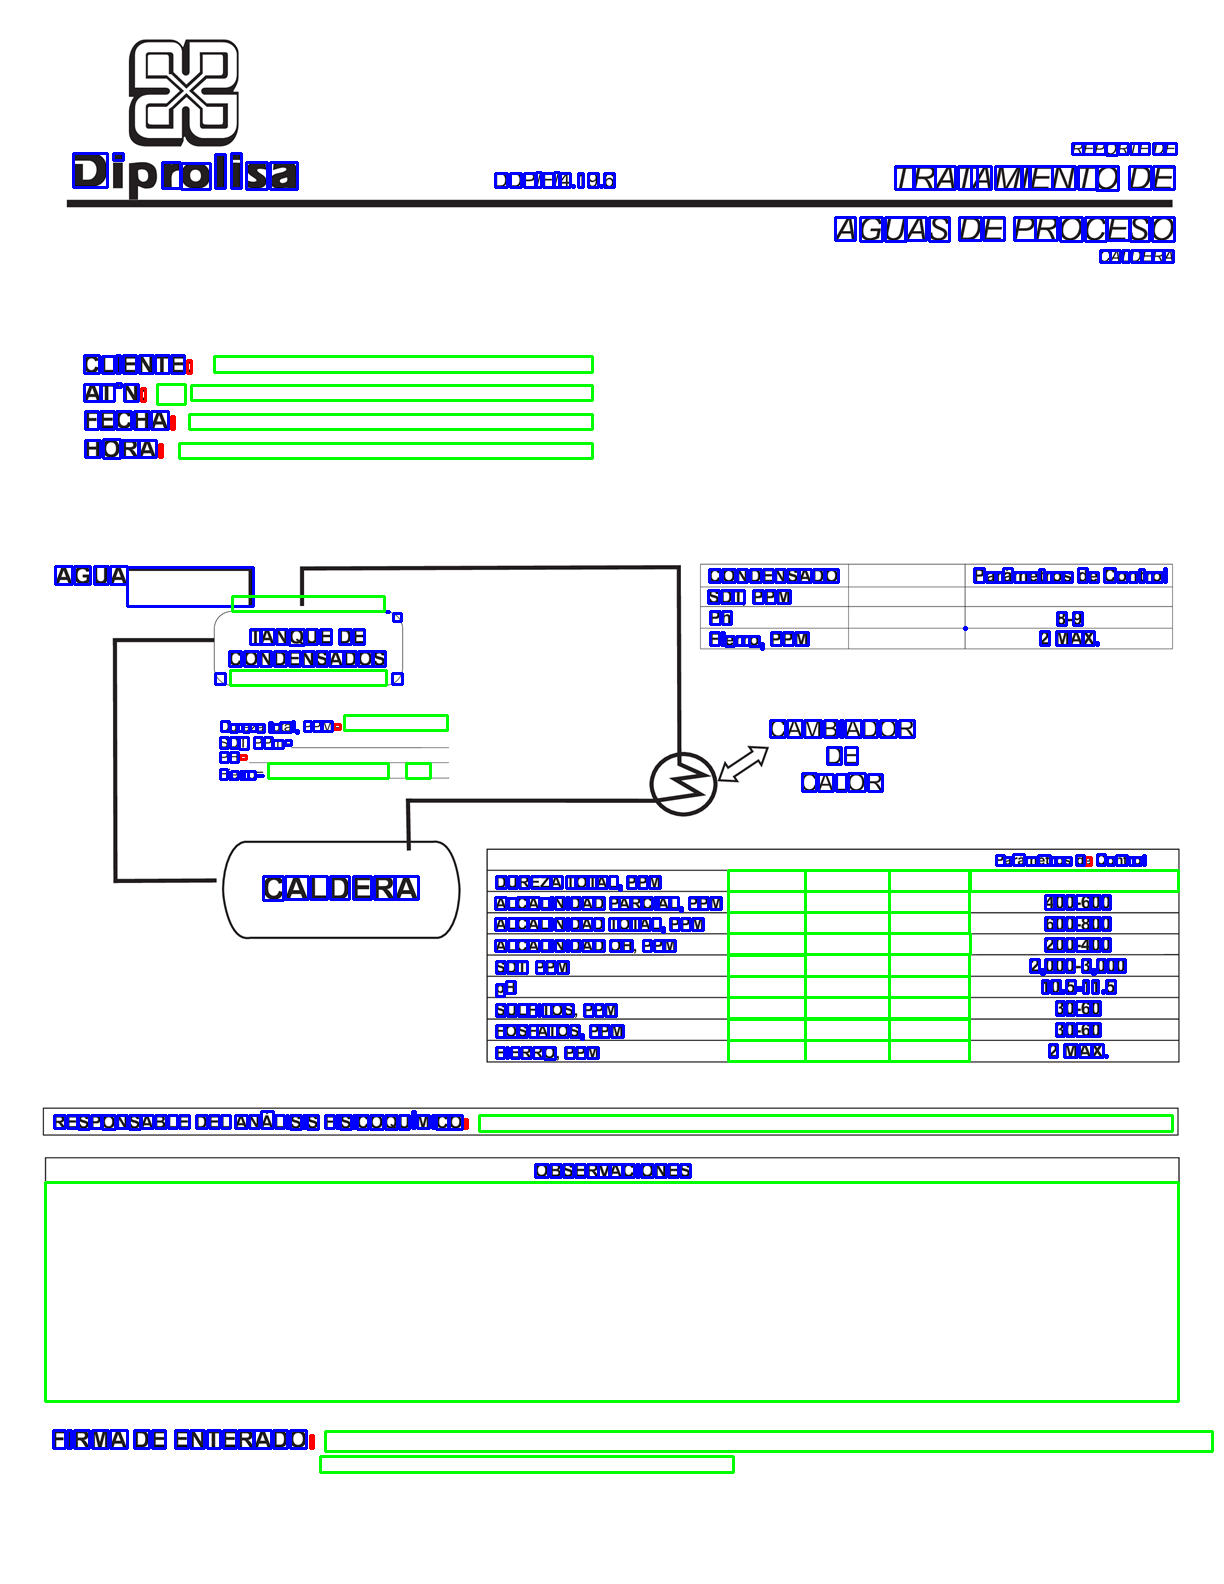 Diprolisa
REPORTE DE
TRATAMIENTO DE
AGUAS DE PROCESO
CALDERA
CLIENTE:
AT'N:
FECHA:
HORA:
AGUA
TANQUE DE
CONDENSADOS
CONDENSADO Parámetros de Control
SDT, PPM
PH 8-9
Fierro, PPM 2 MAX.
Dureza total, PPM=
SDT PPm=
PH=
Fierro=
CAMBIADOR
DE
CALOR
CALDERA
Parámetros de Control
DUREZA TOTAL, PPM
ALCALINIDAD PARCIAL, PPM 400-600
ALCALINIDAD TOTAL, PPM 600-800
ALCALINIDAD OH, PPM 200-400
SDT PPM 2,000-3,000
pH 10.5-11.5
SULFITOS, PPM 30-60
FOSFATOS, PPM 30-60
FIERRO, PPM 2 MAX.
RESPONSABLE DEL ANÁLISIS FISICOQUÍMICO:
OBSERVACIONES
FIRMA DE ENTERADO: